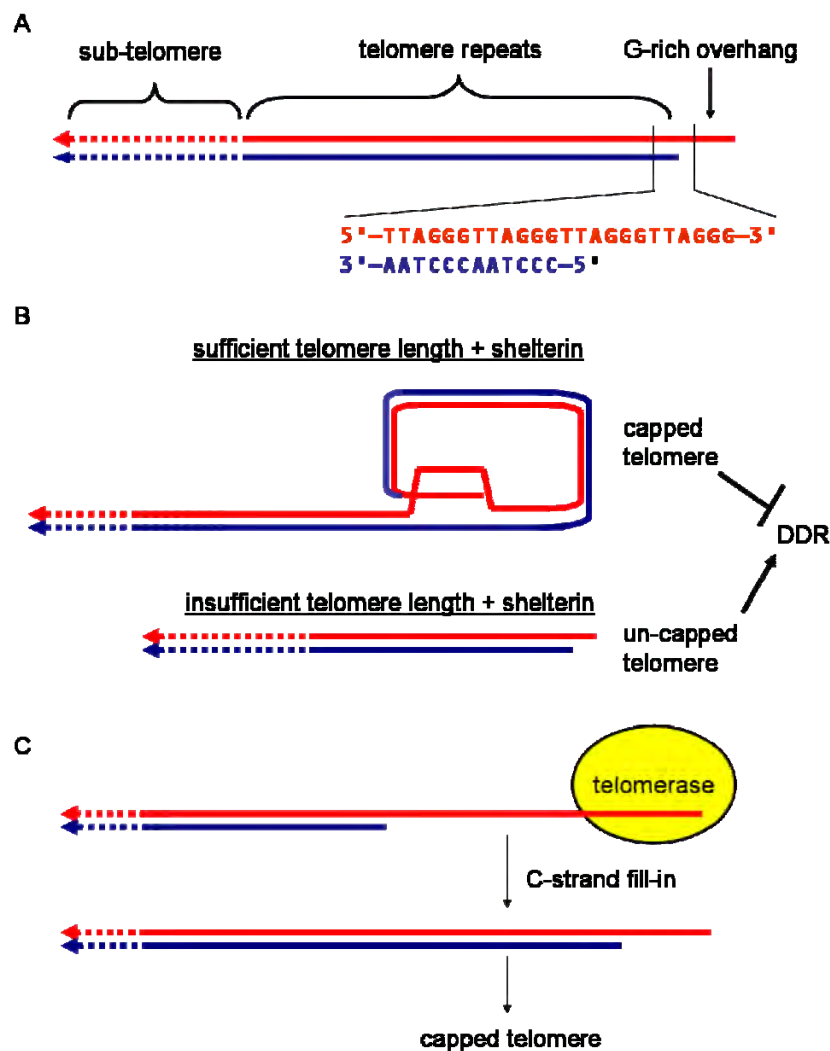 A
sub-telomere
telomere repeats
G-rich overhang
5'-TTAGGGTTAGGGTTAGGGTTAGGG-3'
3'-AATCCCAATCCC-5'
B
sufficient telomere length + shelterin
capped
telomere
DDR
insufficient telomere length + shelterin
un-capped
telomere
C
telomerase
C-strand fill-in
capped telomere